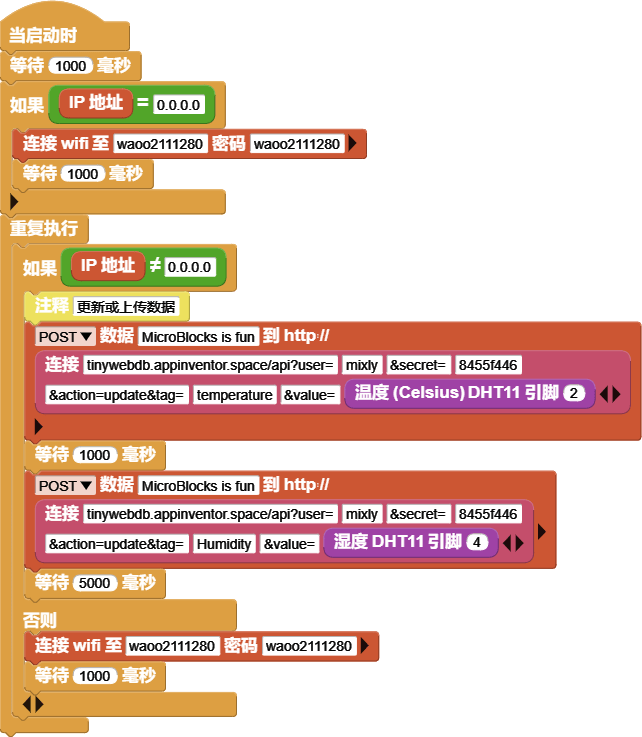 当启动时
等待 1000 毫秒
如果 IP 地址 = 0.0.0.0
连接 wifi 至 waoo2111280 密码 waoo2111280
等待 1000 毫秒
重复执行
如果 IP 地址 ≠ 0.0.0.0
注释 更新或上传数据
POST 数据 MicroBlocks is fun 到 http://
连接 tinywebdb.appinventor.space/api?user= mixly &secret= 8455f446
&action=update&tag= temperature &value= 温度 (Celsius) DHT11 引脚 2
等待 1000 毫秒
POST 数据 MicroBlocks is fun 到 http://
连接 tinywebdb.appinventor.space/api?user= mixly &secret= 8455f446
&action=update&tag= Humidity &value= 湿度 DHT11 引脚 4
等待 5000 毫秒
否则
连接 wifi 至 waoo2111280 密码 waoo2111280
等待 1000 毫秒